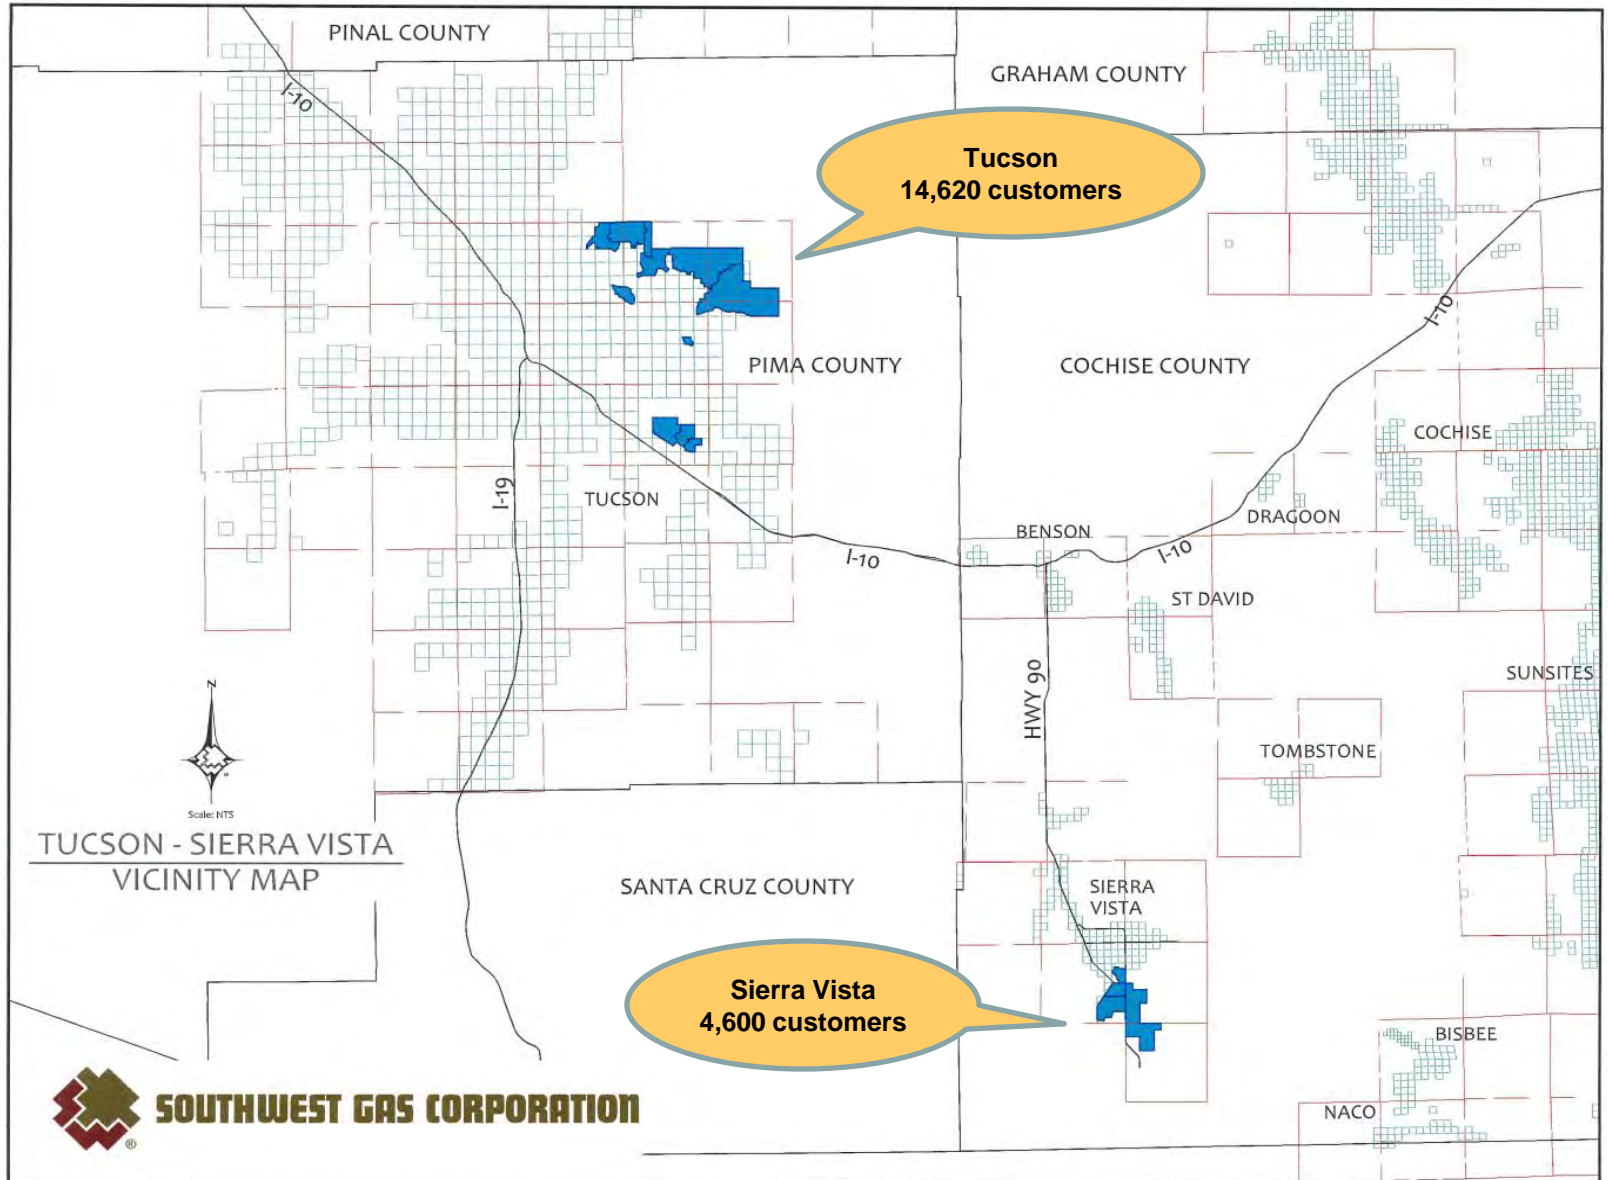 PINAL COUNTY
GRAHAM COUNTY
I-10
Tucson
14,620 customers
I-10
PIMA COUNTY
COCHISE COUNTY
COCHISE
I-19
TUCSON
DRAGOON
BENSON
I-10
I-10
ST DAVID
HWY 90
SUNSITES
N
TOMBSTONE
Scale: NTS
TUCSON - SIERRA VISTA
VICINITY MAP
SANTA CRUZ COUNTY
SIERRA
VISTA
Sierra Vista
4,600 customers
BISBEE
SOUTHWEST GAS CORPORATION
®
NACO